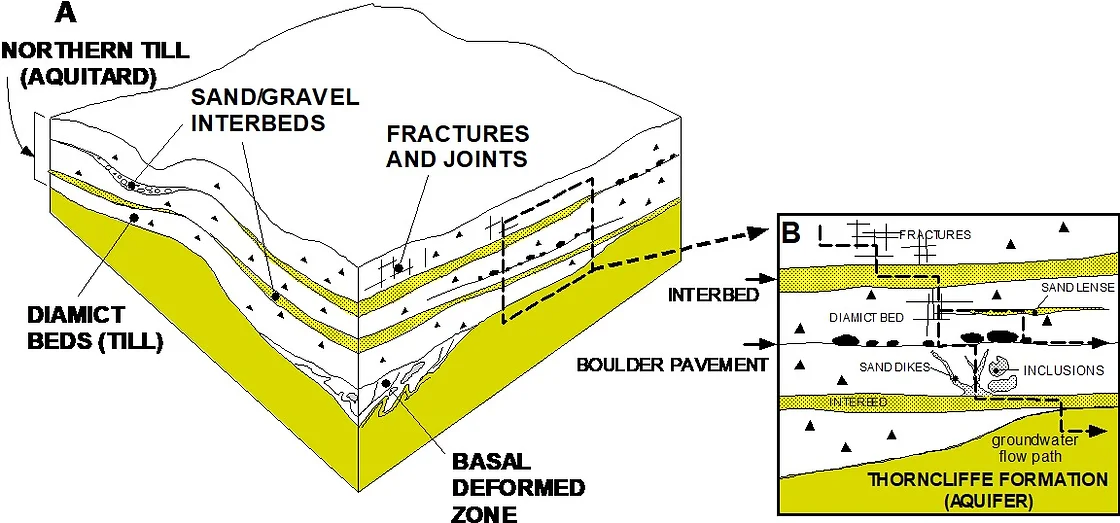 A
NORTHERN TILL
(AQUITARD)
SAND/GRAVEL
INTERBEDS
FRACTURES
AND JOINTS
DIAMICT
BEDS (TILL)
BASAL
DEFORMED
ZONE
B
FRACTURES
INTERBED
SAND LENSE
DIAMICT BED
BOULDER PAVEMENT
SAND DIKES
INCLUSIONS
INTERBED
groundwater
flow path
THORNCLIFFE FORMATION
(AQUIFER)